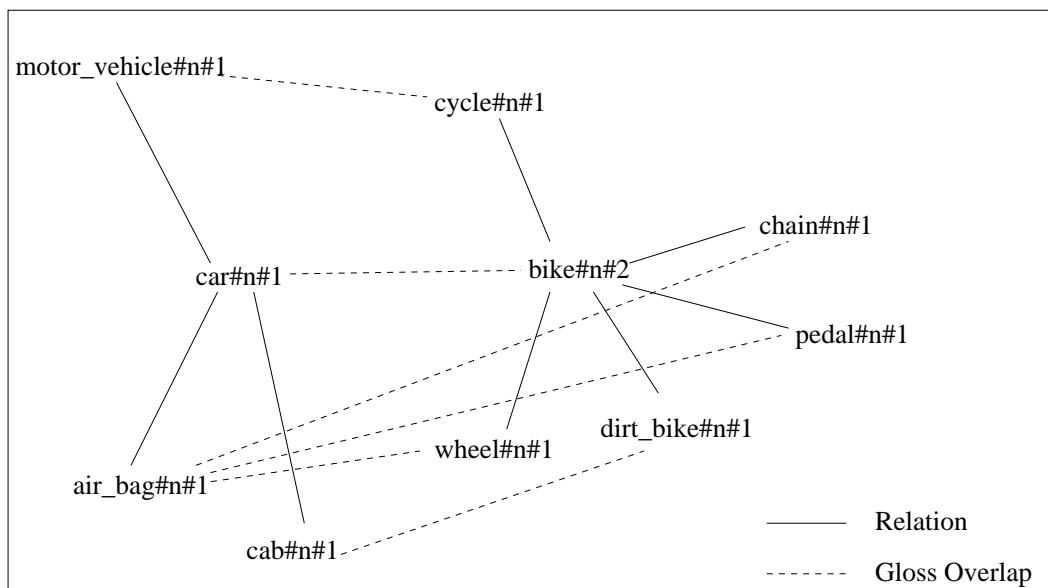 motor_vehicle#n#1
cycle#n#1
chain#n#1
car#n#1
bike#n#2
pedal#n#1
dirt_bike#n#1
wheel#n#1
air_bag#n#1
cab#n#1
Relation
Gloss Overlap